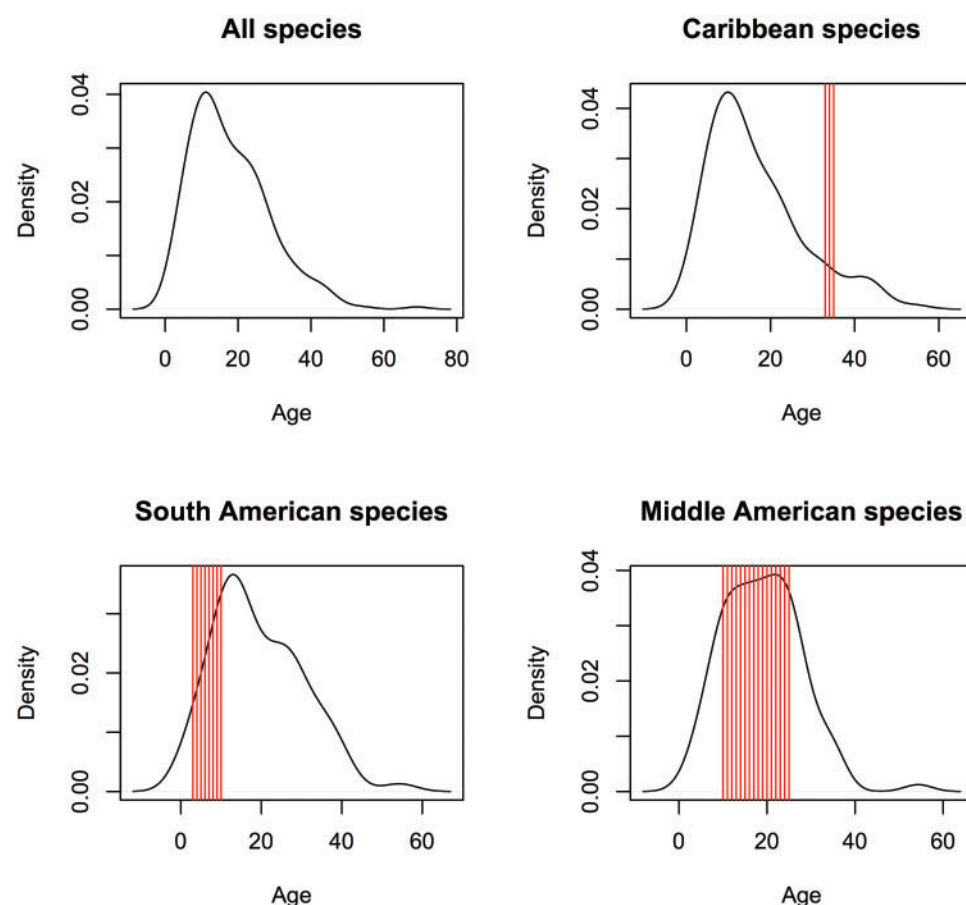 All species
Density
0.04
0.02
0.00
0 20 40 60 80
Age
Caribbean species
Density
0.04
0.02
0.00
0 20 40 60
Age
South American species
Density
0.02
0.00
0 20 40 60
Age
Middle American species
Density
0.04
0.02
0.00
0 20 40 60
Age